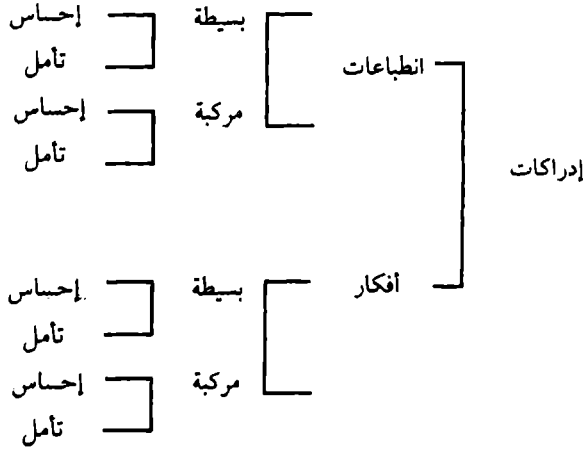 بسيطة إحساس
انطباعات تأمل
مركبة إحساس
تأمل
إدراكات
أفكار بسيطة إحساس
تأمل
مركبة إحساس
تأمل